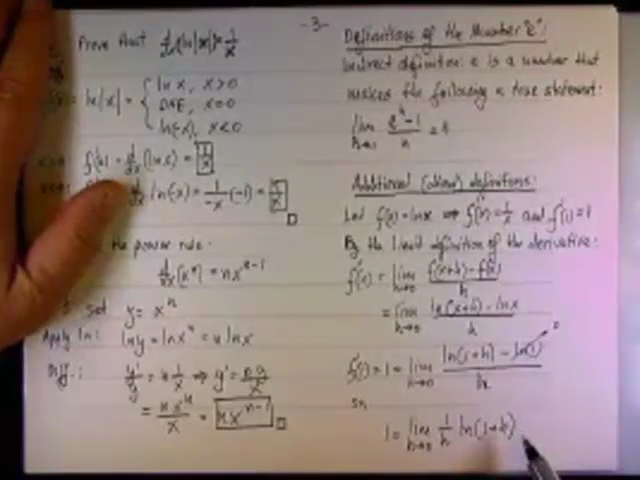 -3-
Prove that d/dx (ln|x|) = 1/x
ln|x| = { ln x, x>0
DNE, x=0
ln(-x), x<0
f'(x) = d/dx (ln x) = 1/x
d/dx ln(-x) = 1/-x (-1) = 1/x
the power rule.
d/dx (x^n) = n x^(n-1)
Set y = x^n
Apply ln: ln y = ln x^n = n ln x
Diff.: y'/y = n 1/x ⇒ y' = ny/x
= n x^n / x = n x^(n-1)
Definitions of the Number "e":
Indirect definition: e is a number that
makes the following a true statement:
lim h→0 (e^h - 1)/h = 1
Additional (direct) definitions:
Let f(x) = ln x ⇒ f'(x) = 1/x and f'(1) = 1
By the limit definition of the derivative:
f'(x) = lim h→0 (f(x+h) - f(x))/h
= lim h→0 (ln(x+h) - ln x)/h
f'(1) = 1 = lim h→0 (ln(1+h) - ln(1))/h 0
so
1 = lim h→0 1/h ln(1+h)